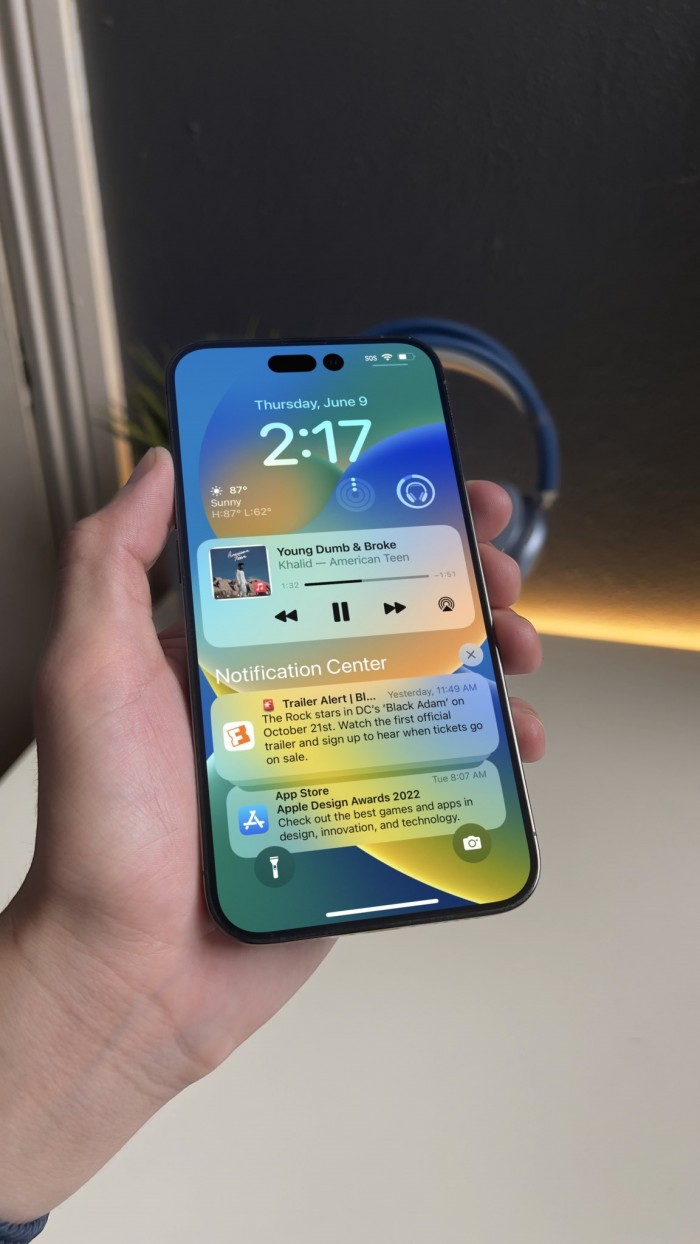 SOS
Thursday, June 9
2:17
87°
Sunny
H:87° L:62°
Young Dumb & Broke
Khalid — American Teen
1:32 −1:51
Notification Center
Trailer Alert | Bl... Yesterday, 11:49 AM
The Rock stars in DC's 'Black Adam' on
October 21st. Watch the first official
trailer and sign up to hear when tickets go
on sale.
App Store Tue 8:07 AM
Apple Design Awards 2022
Check out the best games and apps in
design, innovation, and technology.